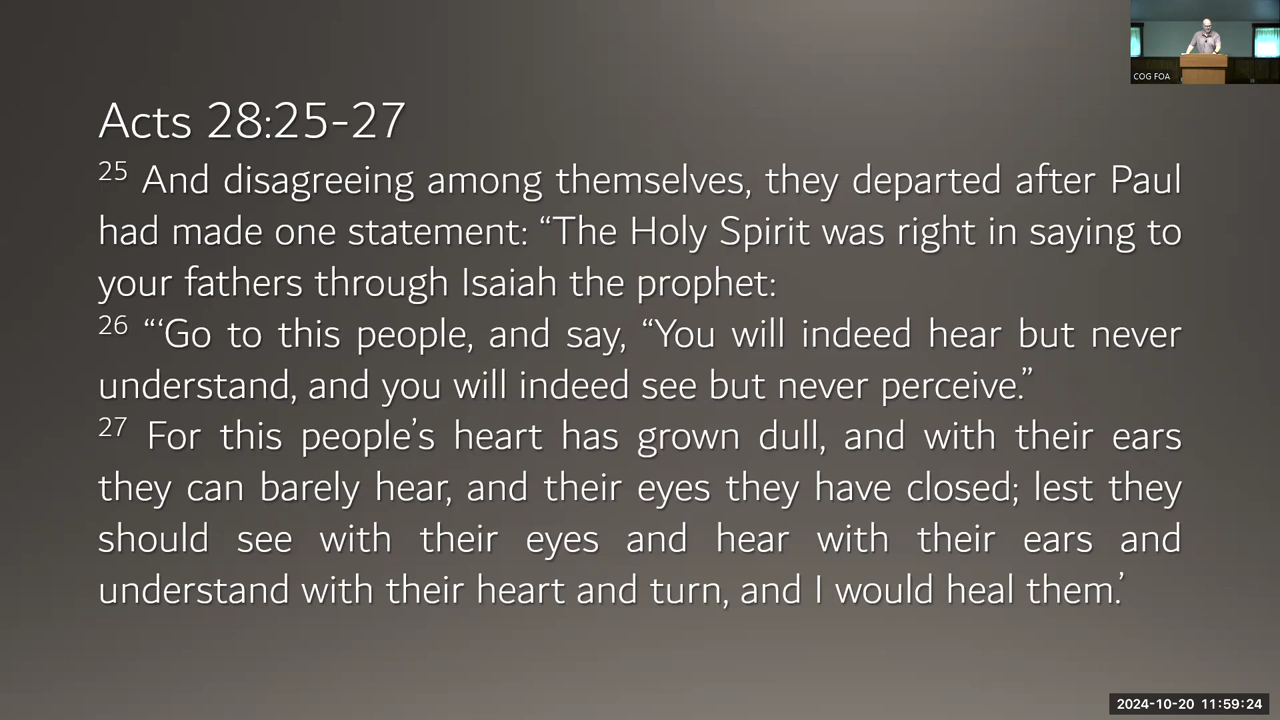 COG FOA
Acts 28:25-27
25 And disagreeing among themselves, they departed after Paul
had made one statement: “The Holy Spirit was right in saying to
your fathers through Isaiah the prophet:
26 “‘Go to this people, and say, “You will indeed hear but never
understand, and you will indeed see but never perceive.”
27 For this people’s heart has grown dull, and with their ears
they can barely hear, and their eyes they have closed; lest they
should see with their eyes and hear with their ears and
understand with their heart and turn, and I would heal them.’
2024-10-20 11:59:24